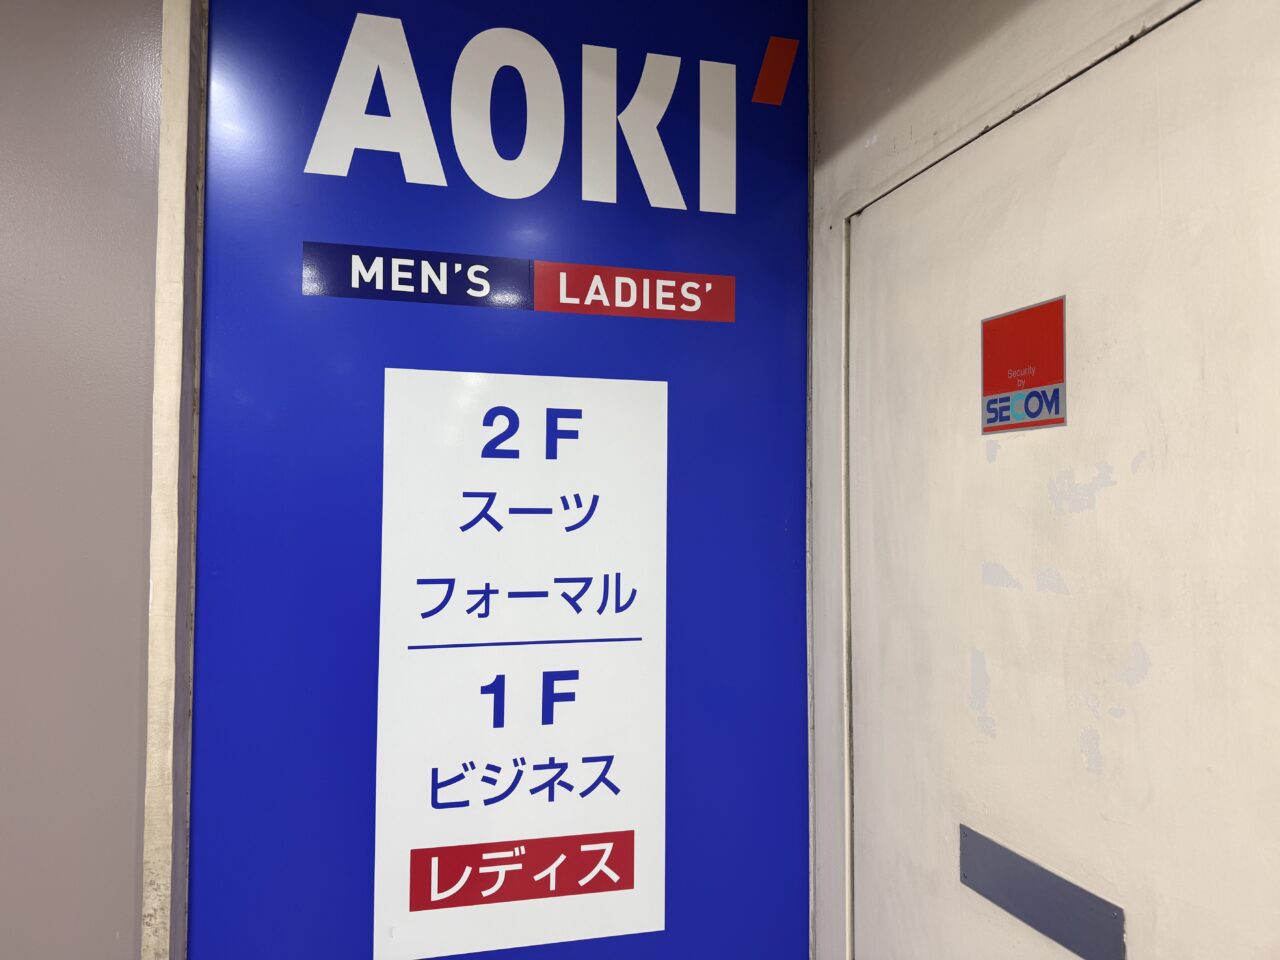 AOKI'
MEN'S LADIES'
2F
スーツ
フォーマル
1F
ビジネス
レディス
Security
by
SECOM